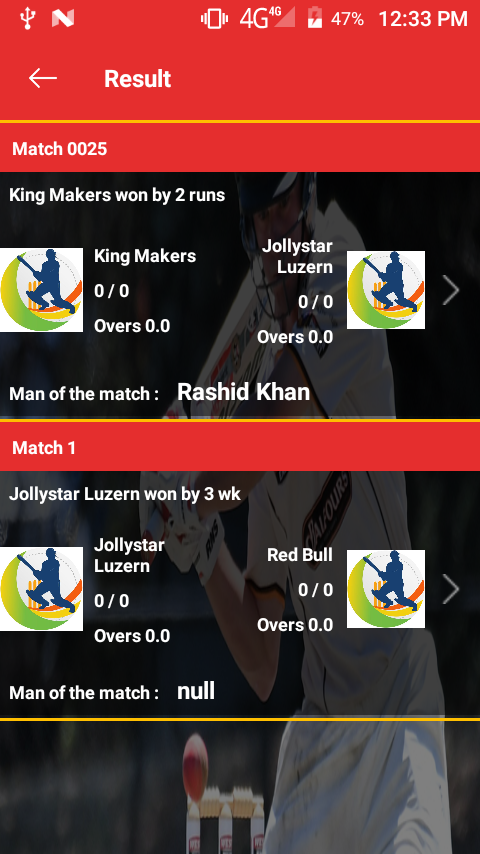 4G 4G 47% 12:33 PM
Result
Match 0025
King Makers won by 2 runs
King Makers
0 / 0
Overs 0.0
Jollystar
Luzern
0 / 0
Overs 0.0
Man of the match : Rashid Khan
Match 1
Jollystar Luzern won by 3 wk
Jollystar
Luzern
0 / 0
Overs 0.0
Red Bull
0 / 0
Overs 0.0
Man of the match : null